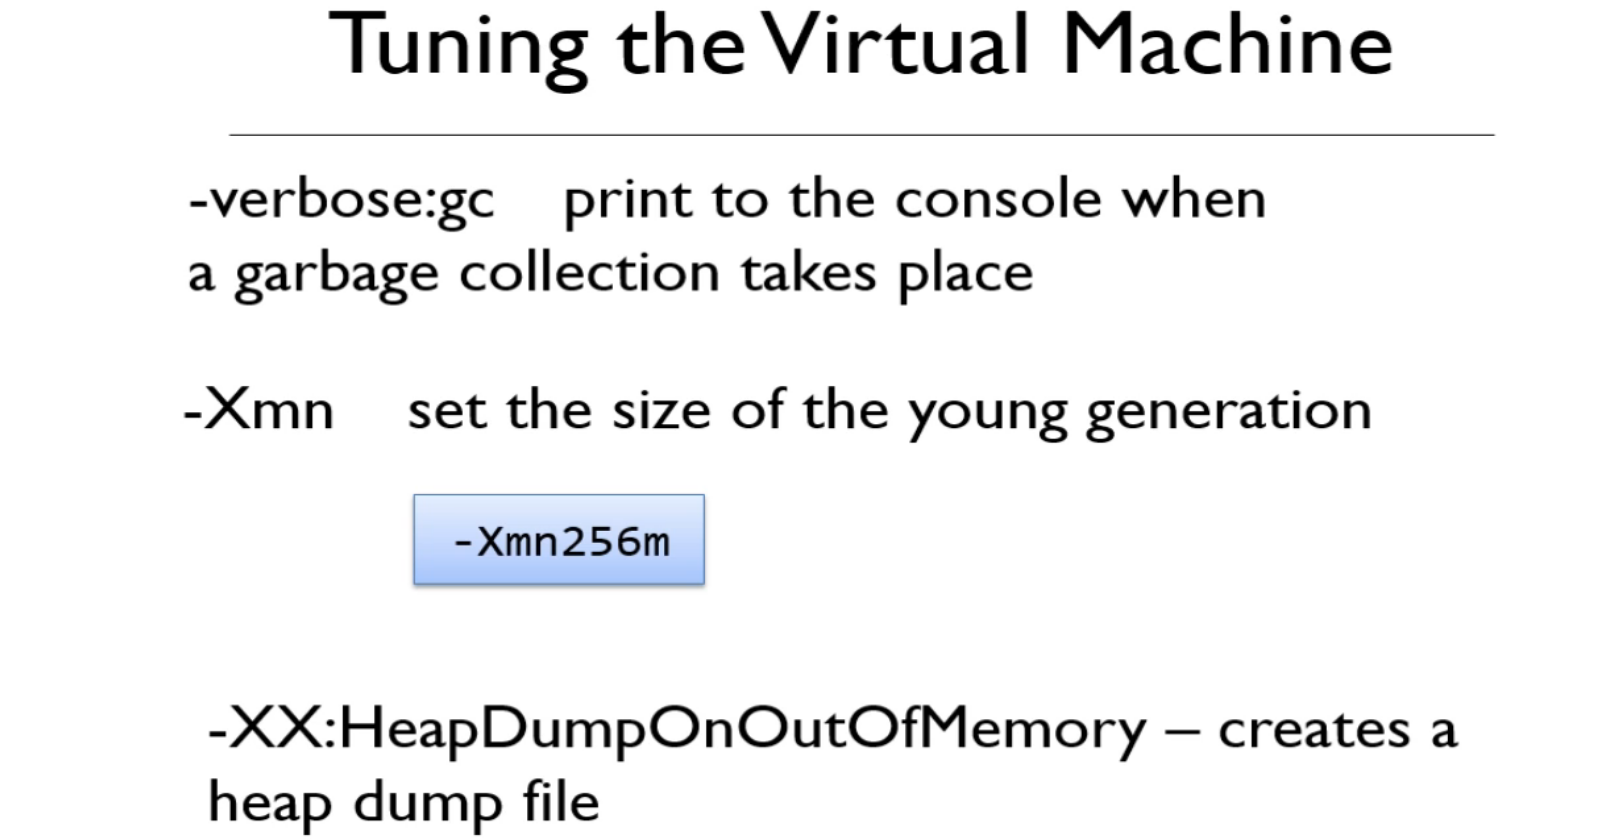 Tuning the Virtual Machine
-verbose:gc print to the console when
a garbage collection takes place
-Xmn set the size of the young generation
-Xmn256m
-XX:HeapDumpOnOutOfMemory – creates a
heap dump file